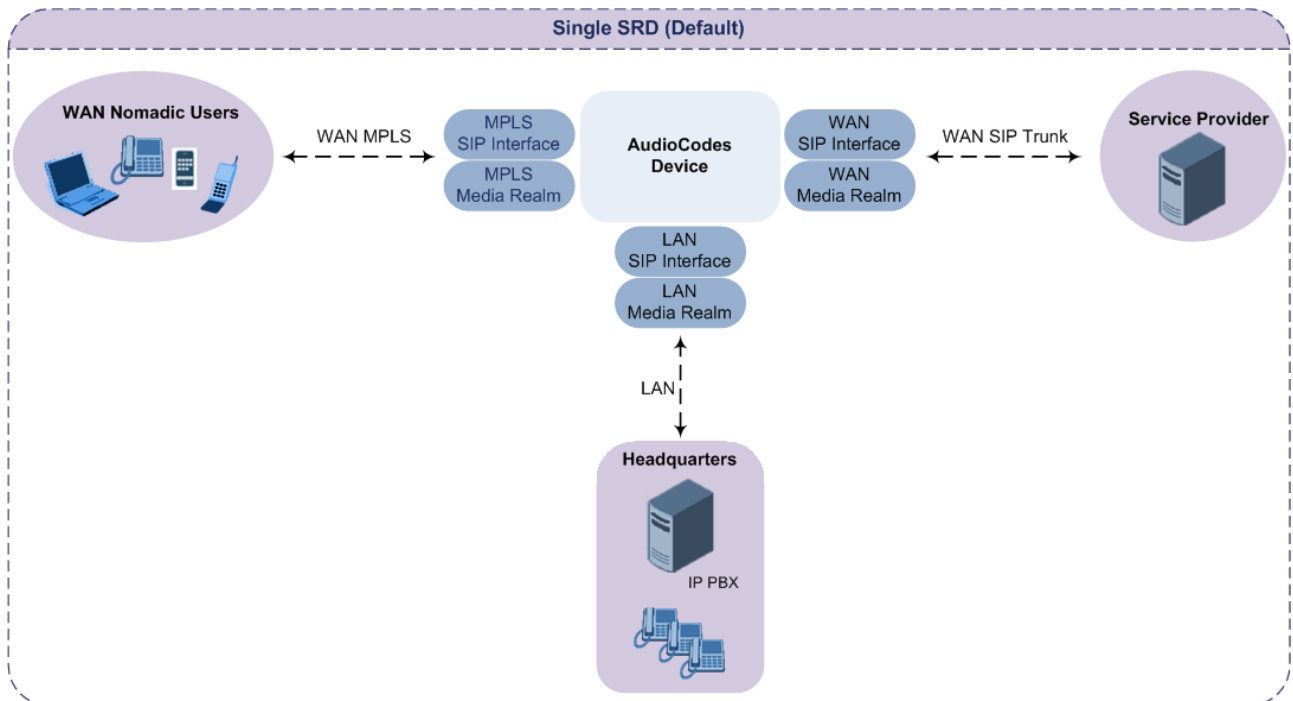 Single SRD (Default)
WAN Nomadic Users
WAN MPLS
MPLS
SIP Interface
MPLS
Media Realm
AudioCodes
Device
WAN
SIP Interface
WAN
Media Realm
WAN SIP Trunk
Service Provider
LAN
SIP Interface
LAN
Media Realm
LAN
Headquarters
IP PBX